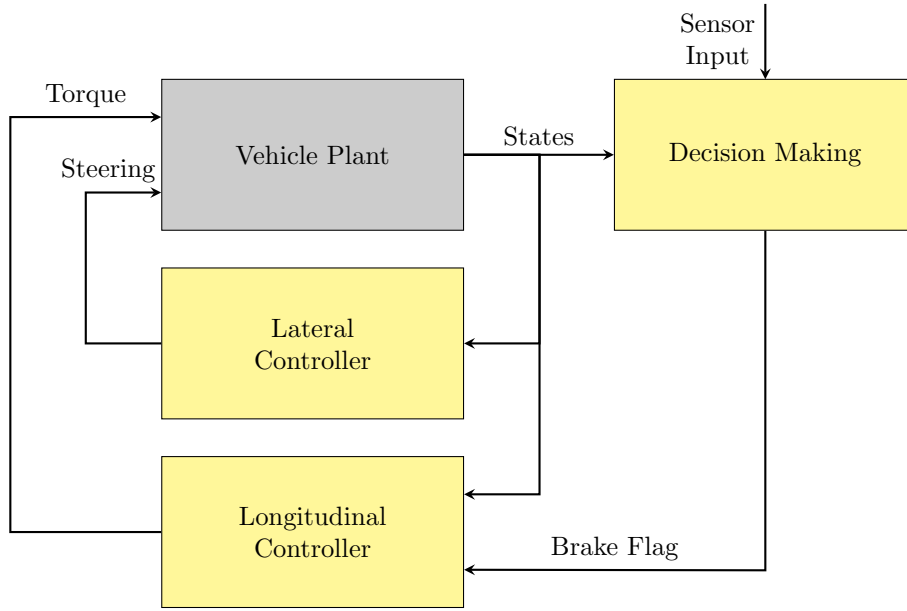 Sensor
Input
Torque
Vehicle Plant
States
Decision Making
Steering
Lateral
Controller
Longitudinal
Controller
Brake Flag